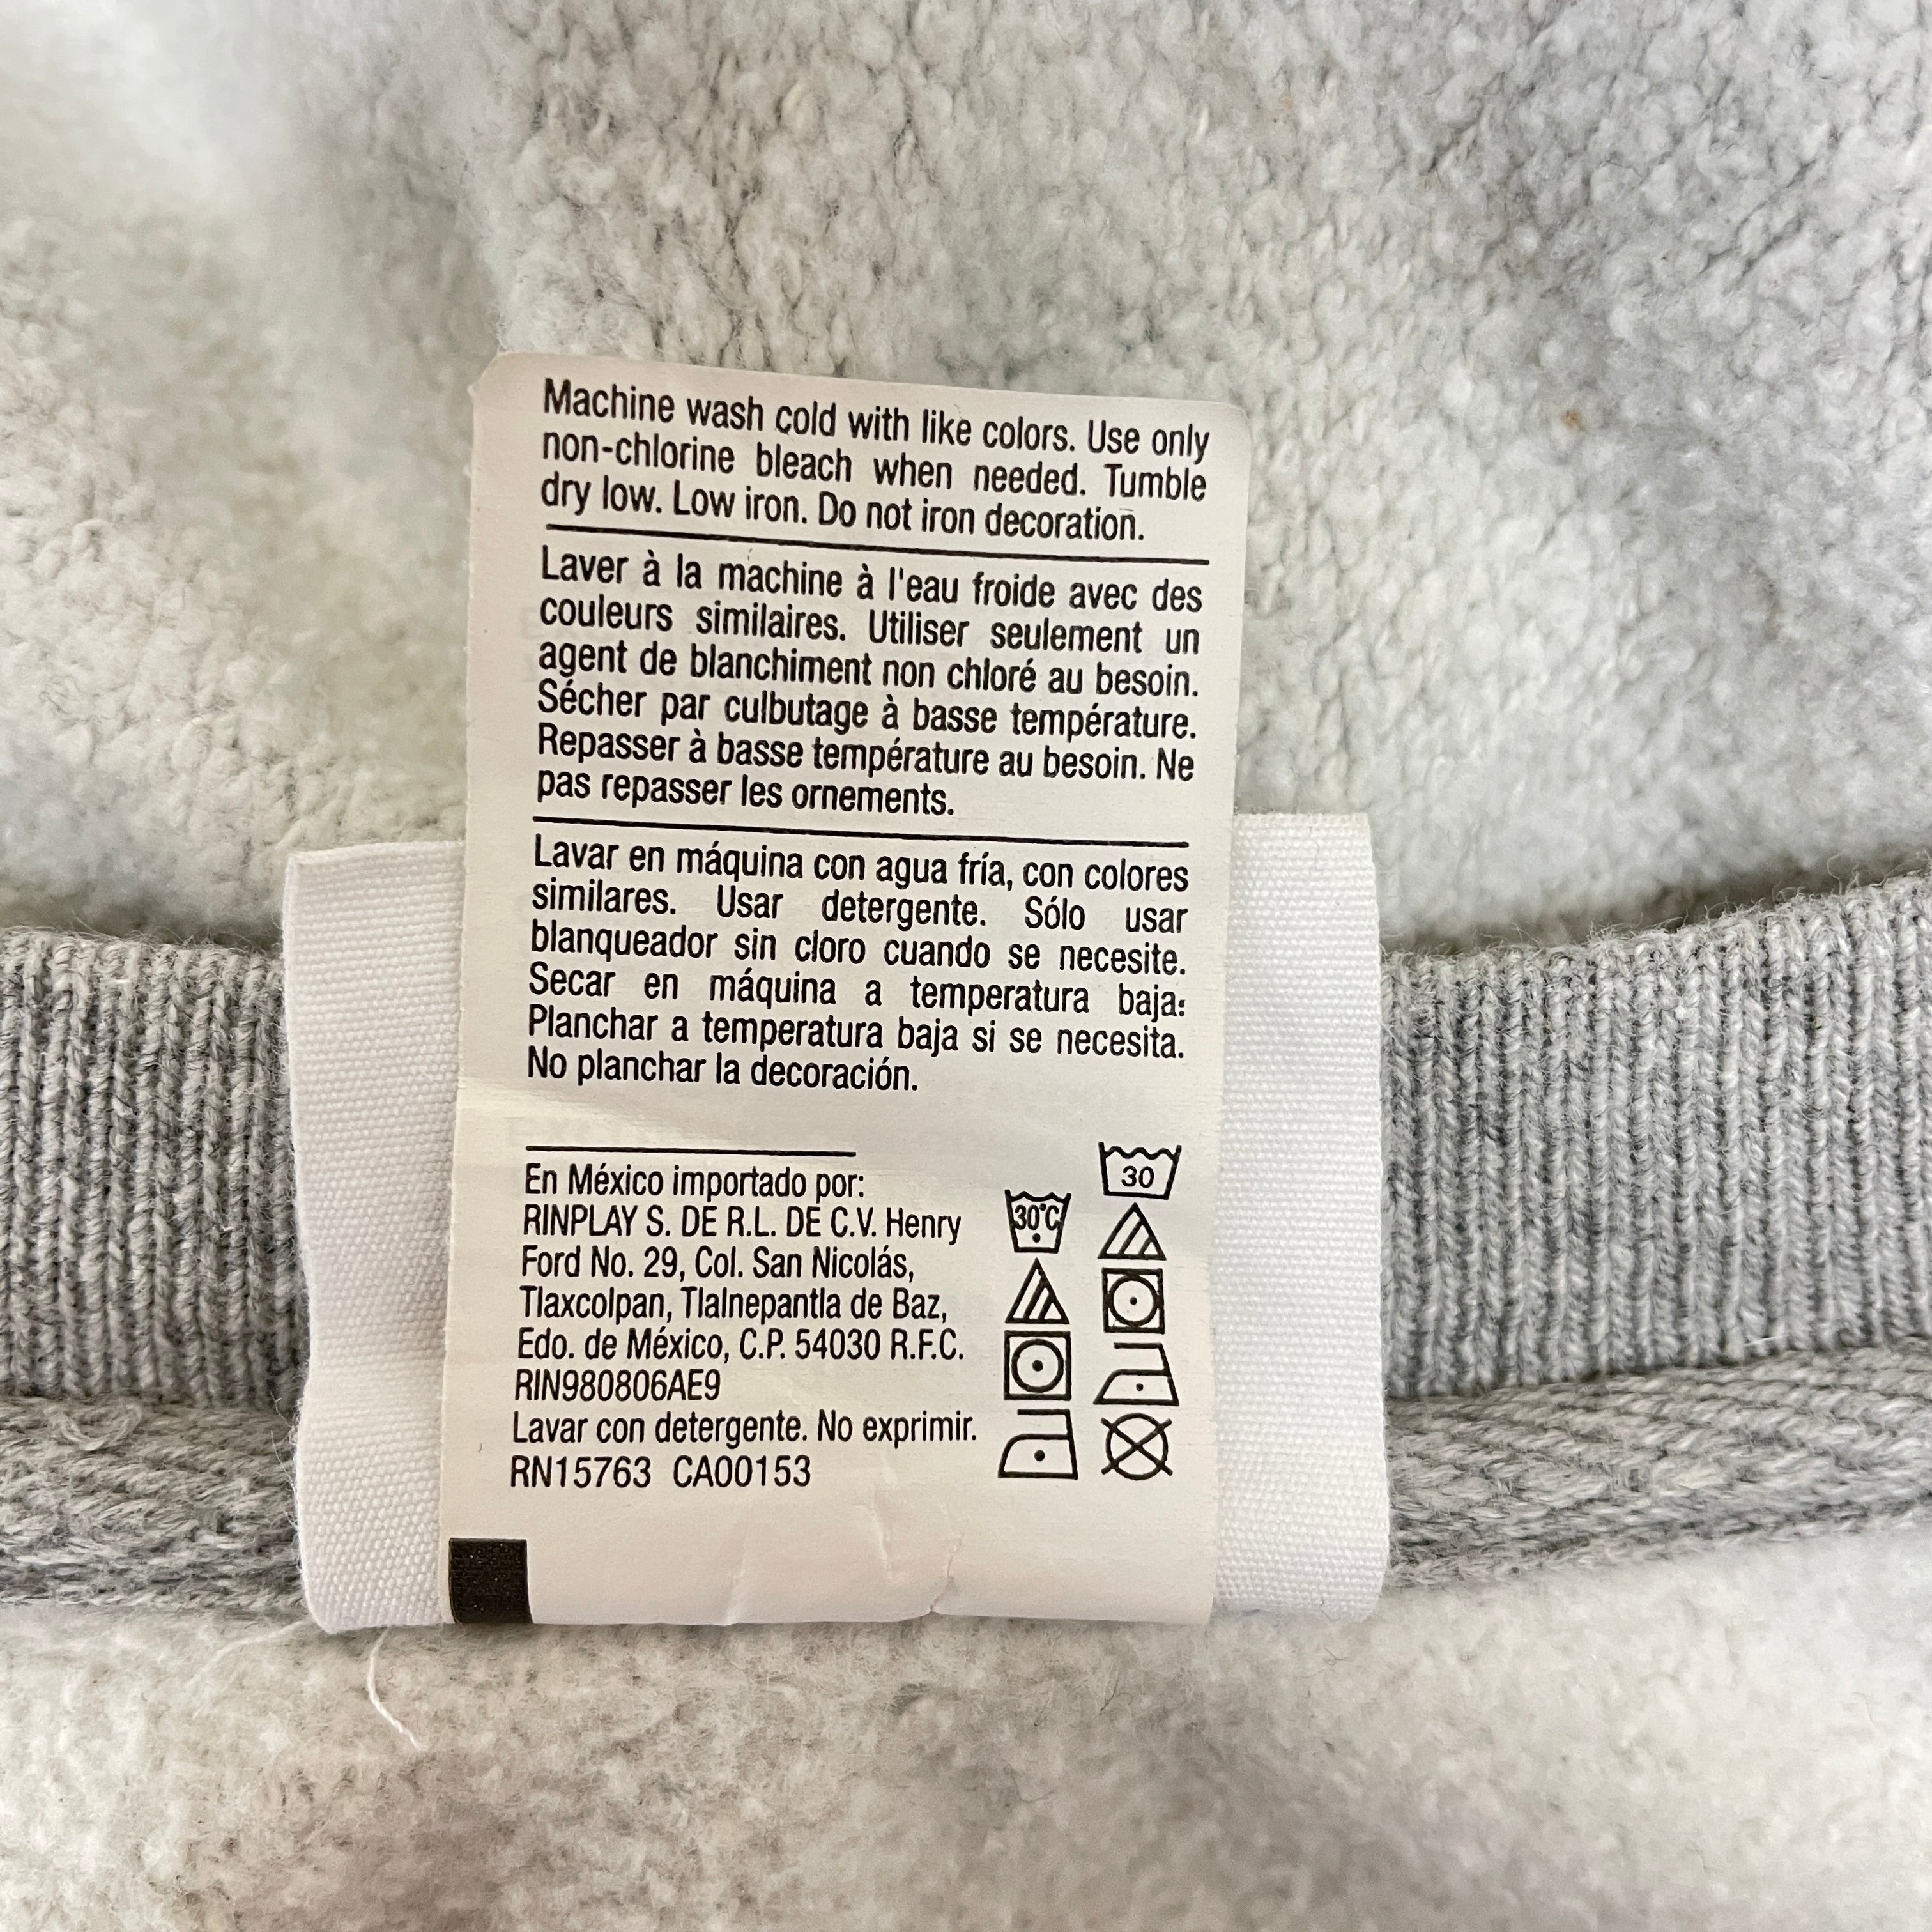 Machine wash cold with like colors. Use only
non-chlorine bleach when needed. Tumble
dry low. Low iron. Do not iron decoration.
Laver à la machine à l'eau froide avec des
couleurs similaires. Utiliser seulement un
agent de blanchiment non chloré au besoin.
Sécher par culbutage à basse température.
Repasser à basse température au besoin. Ne
pas repasser les ornements.
Lavar en máquina con agua fría, con colores
similares. Usar detergente. Sólo usar
blanqueador sin cloro cuando se necesite.
Secar en máquina a temperatura baja.
Planchar a temperatura baja si se necesita.
No planchar la decoración.
En México importado por:
RINPLAY S. DE R.L. DE C.V. Henry
Ford No. 29, Col. San Nicolás,
Tlaxcolpan, Tlalnepantla de Baz,
Edo. de México, C.P. 54030 R.F.C.
RIN980806AE9
Lavar con detergente. No exprimir.
RN15763 CA00153
30°C
30